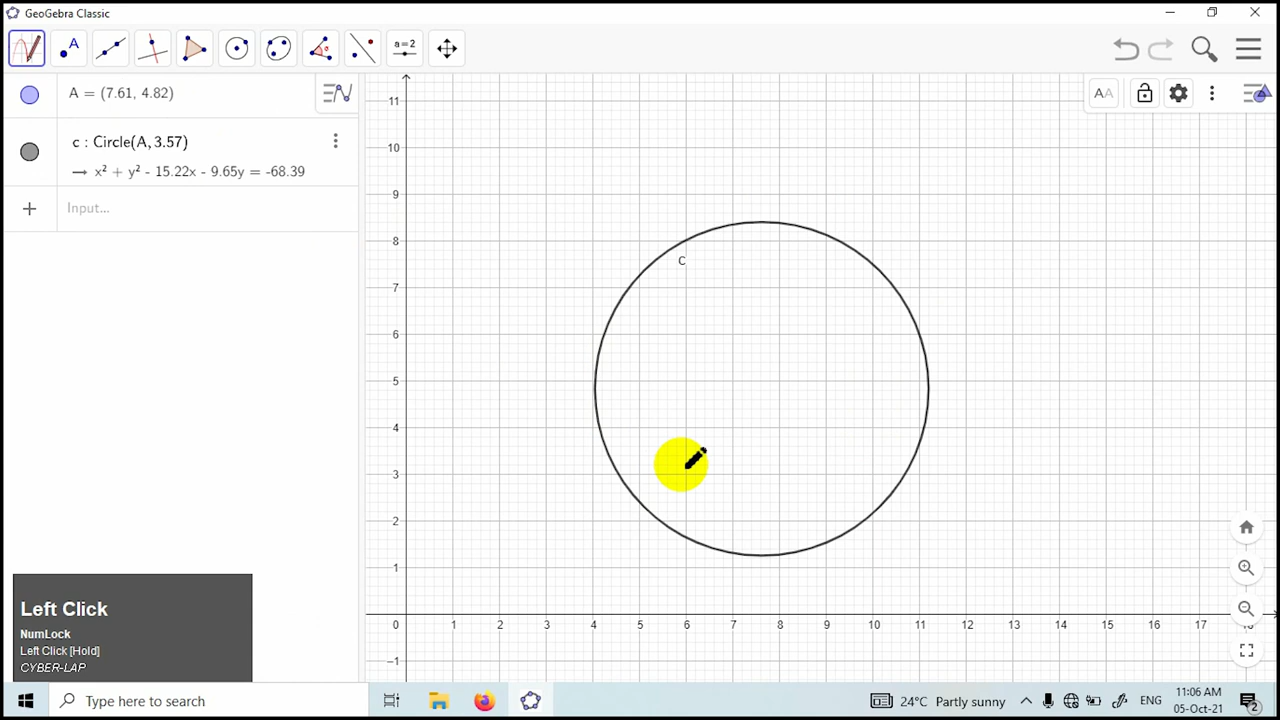 GeoGebra Classic
A
a=2
A = (7.61, 4.82)
c : Circle(A, 3.57)
→ x² + y² - 15.22x - 9.65y = -68.39
+ Input...
AA
11
10
9
8
7
6
5
4
3
2
1
c
0 1 2 3 4 5 6 7 8 9 10 11 12 13 14 15 16 17 18
−1
Left Click
NumLock
Left Click [Hold]
CYBER-LAP
Type here to search
24°C Partly sunny
ENG
11:06 AM
05-Oct-21
2